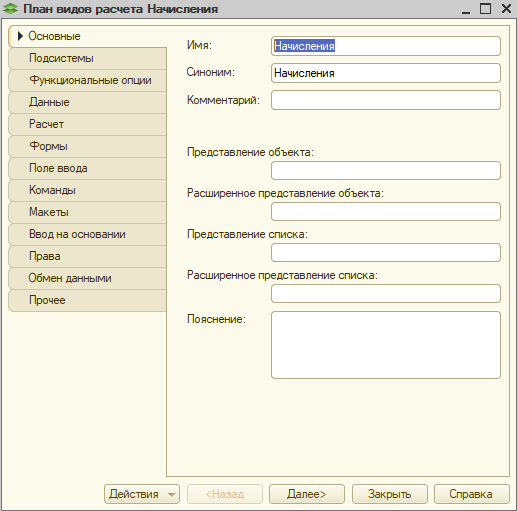 План видов расчета Начисления
Основные
Подсистемы
Функциональные опции
Данные
Расчет
Формы
Поле ввода
Команды
Макеты
Ввод на основании
Права
Обмен данными
Прочее
Имя: Начисления
Синоним: Начисления
Комментарий:
Представление объекта:
Расширенное представление объекта:
Представление списка:
Расширенное представление списка:
Пояснение:
Действия <Назад Далее> Закрыть Справка